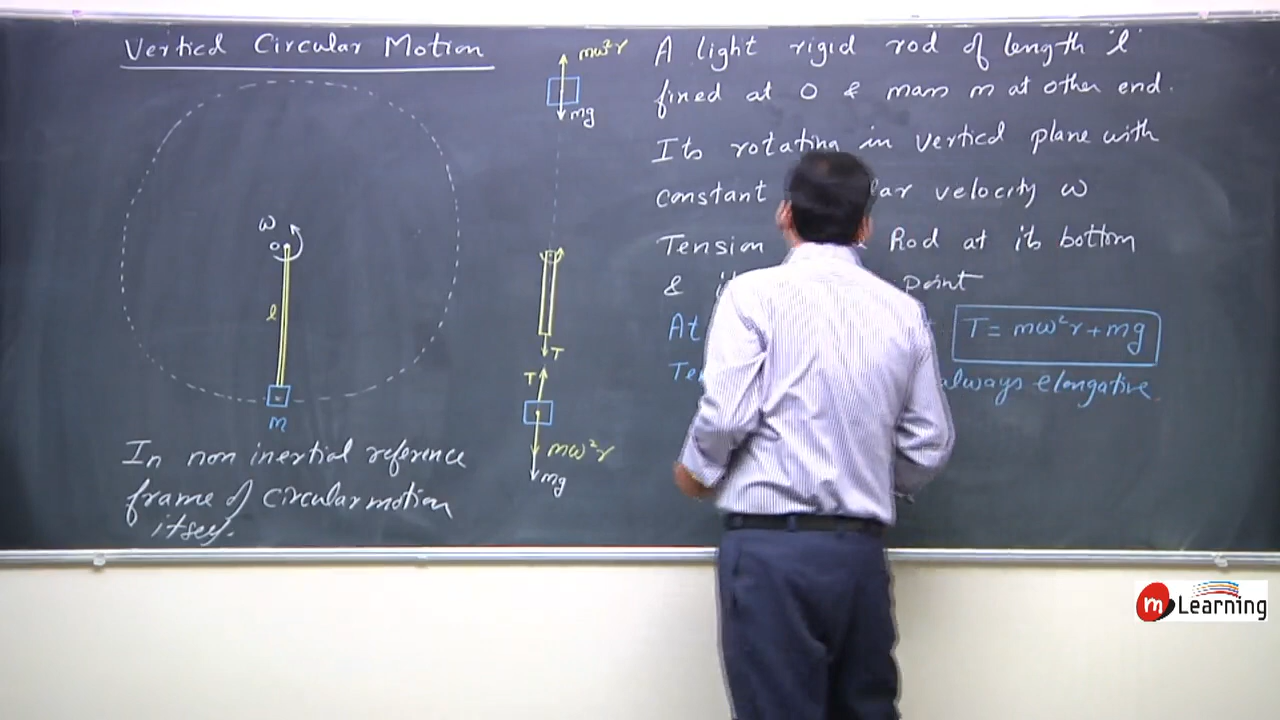 Vertical Circular Motion
ω
O
l
m
In non inertial reference
frame of circular motion
itself.
mω²r
mg
T
T
mω²r
mg
A light rigid rod of length 'l'
fixed at O & mass m at other end.
Its rotating in vertical plane with
constant lar velocity ω
Tension Rod at its bottom
& point
At T = mω²r + mg
always elongative.
m Learning